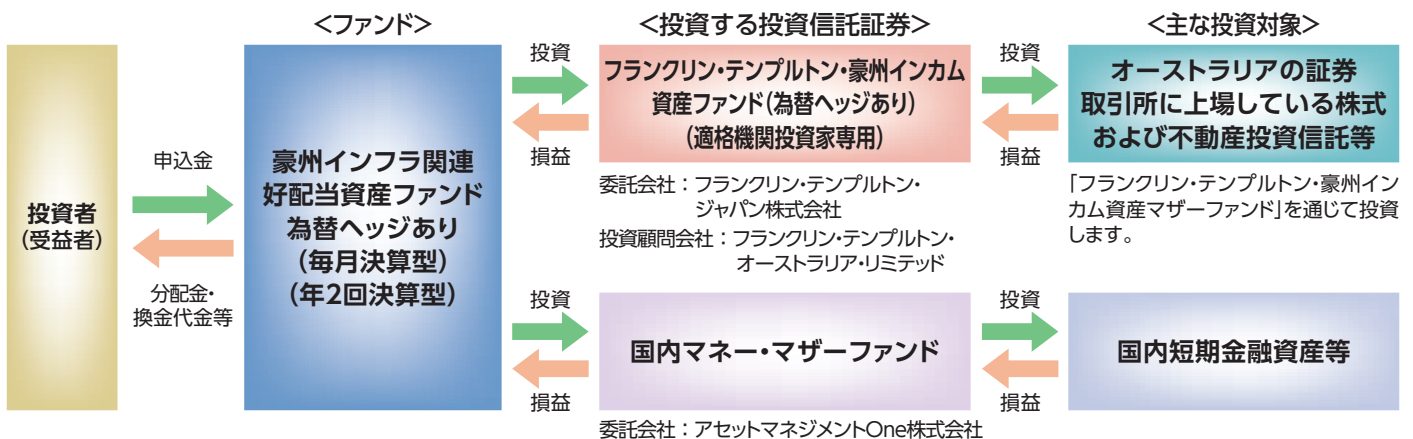 <ファンド>
<投資する投資信託証券>
<主な投資対象>
投資者
(受益者)
申込金
分配金・
換金代金等
豪州インフラ関連
好配当資産ファンド
為替ヘッジあり
(毎月決算型)
(年2回決算型)
投資
損益
フランクリン・テンプルトン・豪州インカム
資産ファンド(為替ヘッジあり)
(適格機関投資家専用)
委託会社:フランクリン・テンプルトン・
ジャパン株式会社
投資顧問会社:フランクリン・テンプルトン・
オーストラリア・リミテッド
投資
損益
オーストラリアの証券
取引所に上場している株式
および不動産投資信託等
「フランクリン・テンプルトン・豪州イン
カム資産マザーファンド」を通じて投資
します。
投資
損益
国内マネー・マザーファンド
委託会社:アセットマネジメントOne株式会社
投資
損益
国内短期金融資産等